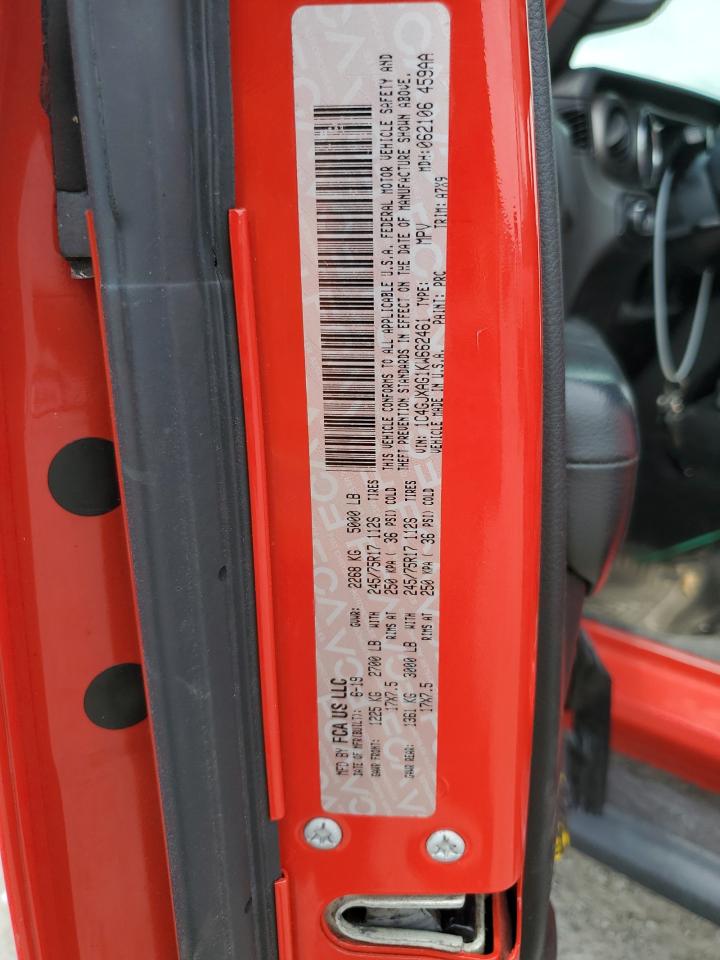 MFD BY FCA US LLC
DATE OF MFR(BUILT): 6-19 GVWR: 2268 KG 5000 LB
GAWR FRONT: 1225 KG 2700 LB WITH 245/75R17 112S TIRES
17X7.5 RIMS AT 250 KPA ( 36 PSI) COLD
GAWR REAR: 1361 KG 3000 LB WITH 245/75R17 112S TIRES
17X7.5 RIMS AT 250 KPA ( 36 PSI) COLD
THIS VEHICLE CONFORMS TO ALL APPLICABLE U.S.A. FEDERAL MOTOR VEHICLE SAFETY AND
THEFT PREVENTION STANDARDS IN EFFECT ON THE DATE OF MANUFACTURE SHOWN ABOVE.
VIN: 1C4GJXAG1KW662461 TYPE: MPV MDH:062106 459AA
VEHICLE MADE IN U.S.A. PAINT: PRC TRIM: A7X9